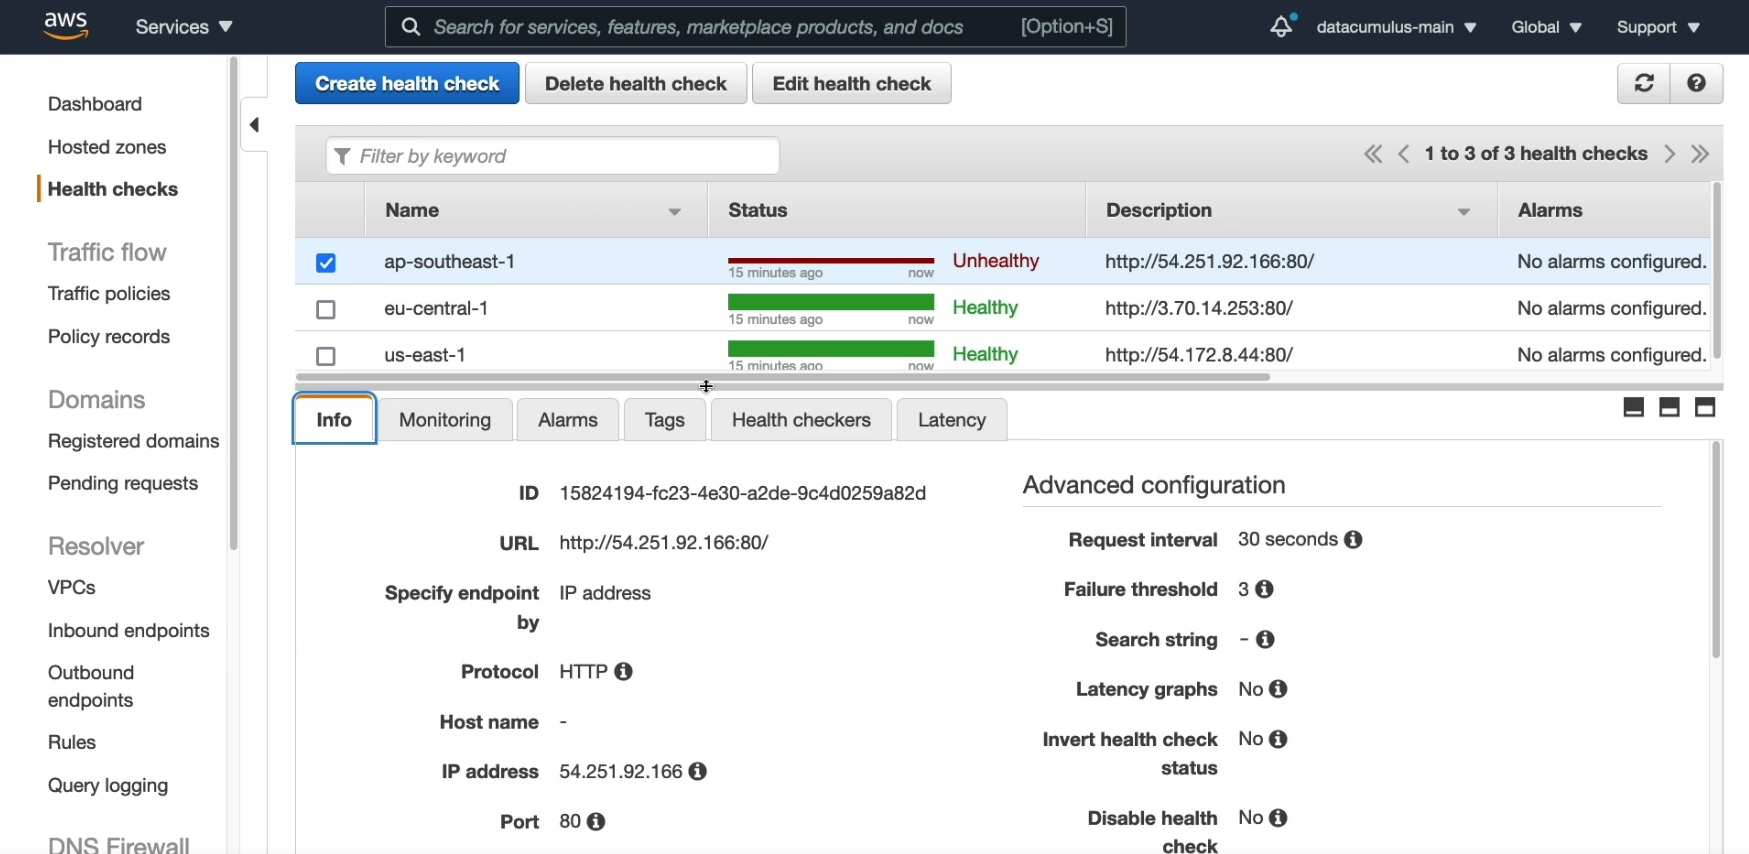 aws
Services
Search for services, features, marketplace products, and docs [Option+S]
datacumulus-main
Global
Support
Dashboard
Hosted zones
Health checks
Traffic flow
Traffic policies
Policy records
Domains
Registered domains
Pending requests
Resolver
VPCs
Inbound endpoints
Outbound
endpoints
Rules
Query logging
DNS Firewall
Create health check
Delete health check
Edit health check
Filter by keyword
1 to 3 of 3 health checks
Name Status Description Alarms
ap-southeast-1 Unhealthy http://54.251.92.166:80/ No alarms configured.
15 minutes ago now
eu-central-1 Healthy http://3.70.14.253:80/ No alarms configured.
15 minutes ago now
us-east-1 Healthy http://54.172.8.44:80/ No alarms configured.
15 minutes ago now
Info Monitoring Alarms Tags Health checkers Latency
ID 15824194-fc23-4e30-a2de-9c4d0259a82d
URL http://54.251.92.166:80/
Specify endpoint IP address
by
Protocol HTTP
Host name -
IP address 54.251.92.166
Port 80
Advanced configuration
Request interval 30 seconds
Failure threshold 3
Search string -
Latency graphs No
Invert health check No
status
Disable health No
check